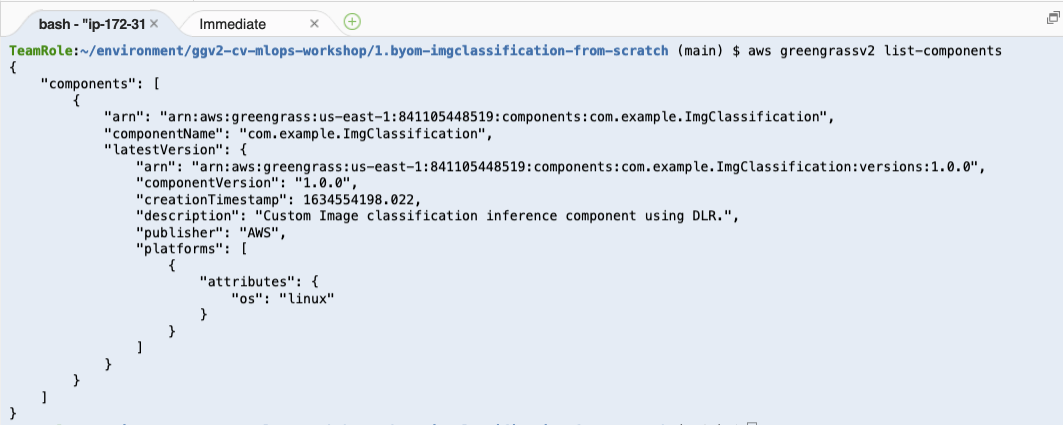 bash - "ip-172-31
Immediate
TeamRole:~/environment/ggv2-cv-mlops-workshop/1.byom-imgclassification-from-scratch (main) $ aws greengrassv2 list-components
{
    "components": [
        {
            "arn": "arn:aws:greengrass:us-east-1:841105448519:components:com.example.ImgClassification",
            "componentName": "com.example.ImgClassification",
            "latestVersion": {
                "arn": "arn:aws:greengrass:us-east-1:841105448519:components:com.example.ImgClassification:versions:1.0.0",
                "componentVersion": "1.0.0",
                "creationTimestamp": 1634554198.022,
                "description": "Custom Image classification inference component using DLR.",
                "publisher": "AWS",
                "platforms": [
                    {
                        "attributes": {
                            "os": "linux"
                        }
                    }
                ]
            }
        }
    ]
}